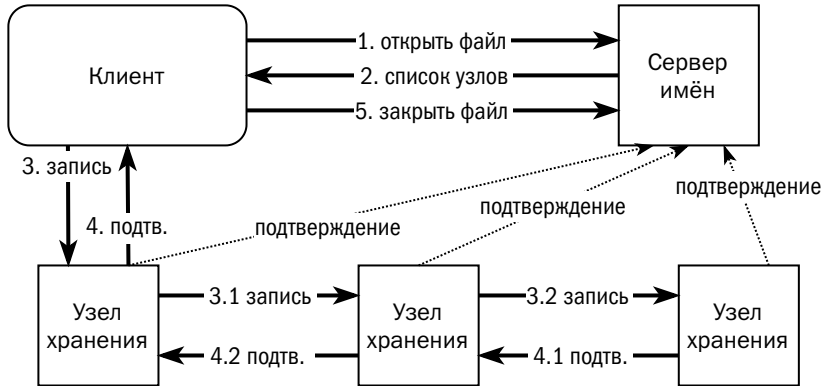 1. открыть файл
Клиент
2. список узлов
Сервер
имён
5. закрыть файл
3. запись
4. подтв.
подтверждение
подтверждение
подтверждение
Узел
хранения
3.1 запись
4.2 подтв.
Узел
хранения
3.2 запись
4.1 подтв.
Узел
хранения